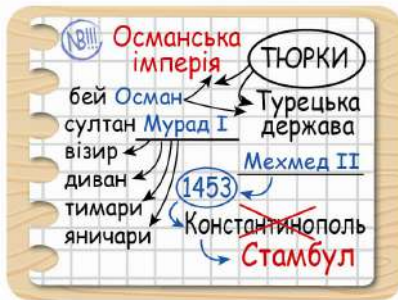 NB!!!
Османська
імперія
ТЮРКИ
бей Осман
Турецька
держава
султан Мурад І
візир
диван
тимари
яничари
Мехмед ІІ
1453
Константинополь
Стамбул